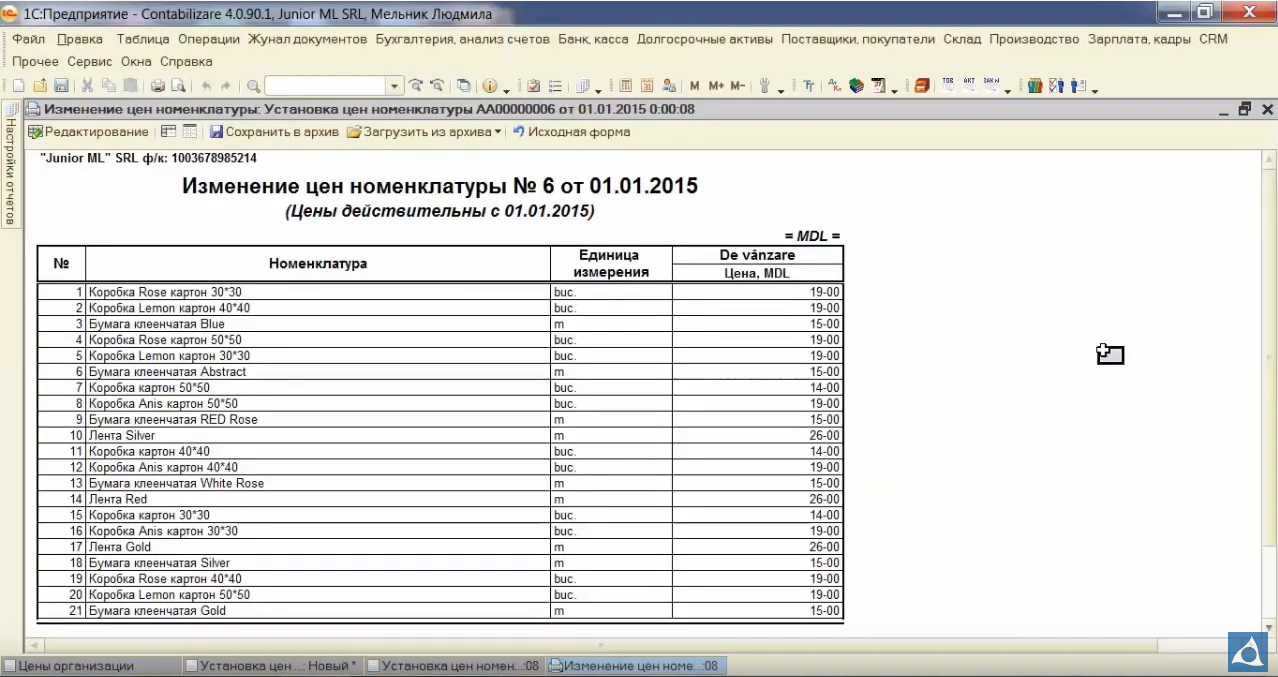 1С:Предприятие - Contabilizare 4.0.90.1, Junior ML SRL, Мельник Людмила
Файл Правка Таблица Операции Жунал документов Бухгалтерия, анализ счетов Банк, касса Долгосрочные активы Поставщики, покупатели Склад Производство Зарплата, кадры CRM
Прочее Сервис Окна Справка
М М+ М-
Изменение цен номенклатуры: Установка цен номенклатуры АА00000006 от 01.01.2015 0:00:08
Редактирование Сохранить в архив Загрузить из архива Исходная форма
Настройки отчетов
"Junior ML" SRL ф/к: 1003678985214
Изменение цен номенклатуры № 6 от 01.01.2015
(Цены действительны с 01.01.2015)
= MDL =
№ Номенклатура Единица измерения De vânzare
Цена, MDL
1 Коробка Rose картон 30*30 buc. 19-00
2 Коробка Lemon картон 40*40 buc. 19-00
3 Бумага клеенчатая Blue m 15-00
4 Коробка Rose картон 50*50 buc. 19-00
5 Коробка Lemon картон 30*30 buc. 19-00
6 Бумага клеенчатая Abstract m 15-00
7 Коробка картон 50*50 buc. 14-00
8 Коробка Anis картон 50*50 buc. 19-00
9 Бумага клеенчатая RED Rose m 15-00
10 Лента Silver m 26-00
11 Коробка картон 40*40 buc. 14-00
12 Коробка Anis картон 40*40 buc. 19-00
13 Бумага клеенчатая White Rose m 15-00
14 Лента Red m 26-00
15 Коробка картон 30*30 buc. 14-00
16 Коробка Anis картон 30*30 buc. 19-00
17 Лента Gold m 26-00
18 Бумага клеенчатая Silver m 15-00
19 Коробка Rose картон 40*40 buc. 19-00
20 Коробка Lemon картон 50*50 buc. 19-00
21 Бумага клеенчатая Gold m 15-00
Цены организации Установка цен ...: Новый * Установка цен номен...:08 Изменение цен номе...:08